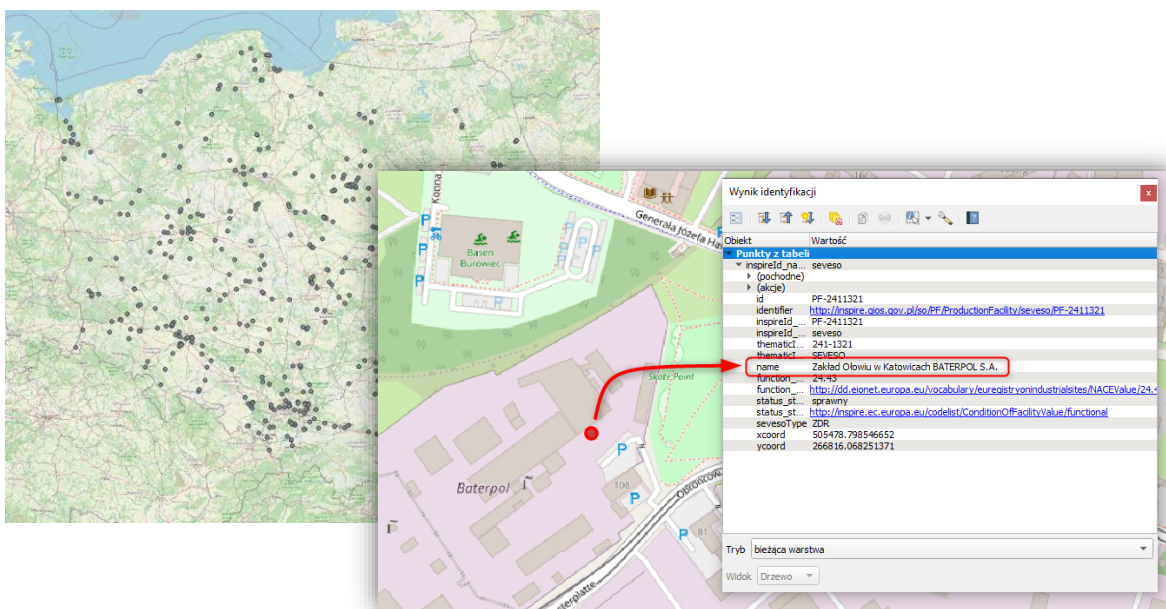 Konna
Generała Józefa Ha
P
P
P
P
P
P
P
Basen
Burowiec
Skate Point
P
108
P
Baterpol
P
81
Obrońców
esterplatte
Wynik identyfikacji
Obiekt Wartość
Punkty z tabeli
inspireId_na... seveso
(pochodne)
(akcje)
id PF-2411321
identifier http://inspire.gios.gov.pl/so/PF/ProductionFacility/seveso/PF-2411321
inspireId_... PF-2411321
inspireId_... seveso
thematicI... 241-1321
thematicI... SEVESO
name Zakład Ołowiu w Katowicach BATERPOL S.A.
function_... 24.43
function_... http://dd.eionet.europa.eu/vocabulary/euregistryonindustrialsites/NACEValue/24.4
status_st... sprawny
status_st... http://inspire.ec.europa.eu/codelist/ConditionOfFacilityValue/functional
sevesoType ZDR
xcoord 505478.798546652
ycoord 266816.068251371
Tryb bieżąca warstwa
Widok Drzewo